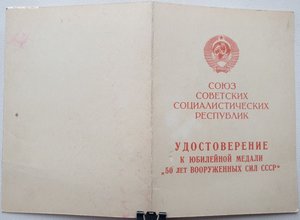 СОЮЗ
СОВЕТСКИХ
СОЦИАЛИСТИЧЕСКИХ
РЕСПУБЛИК
УДОСТОВЕРЕНИЕ
К ЮБИЛЕЙНОЙ МЕДАЛИ
„50 ЛЕТ ВООРУЖЕННЫХ СИЛ СССР"